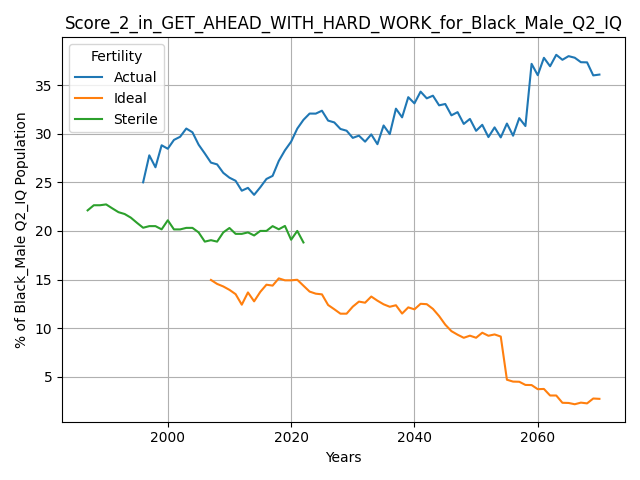 Score_2_in_GET_AHEAD_WITH_HARD_WORK_for_Black_Male_Q2_IQ
Fertility
Actual
Ideal
Sterile
% of Black_Male Q2_IQ Population
35
30
25
20
15
10
5
2000 2020 2040 2060
Years